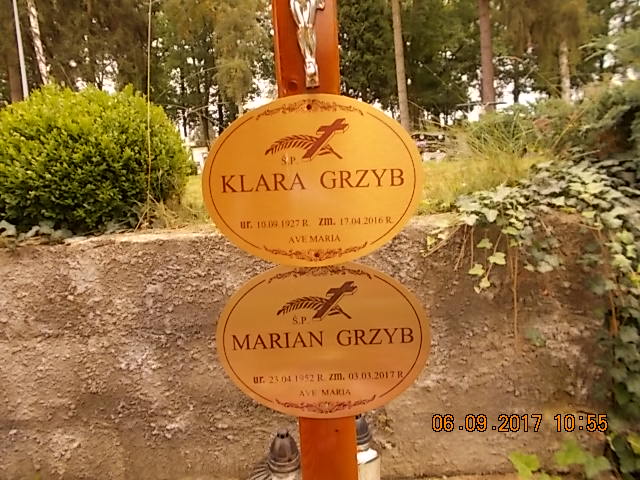 Ś.P.
KLARA GRZYB
ur. 10.09.1927 R. zm. 17.04.2016 R.
AVE MARIA
Ś.P.
MARIAN GRZYB
ur. 23.04.1952 R. zm. 03.03.2017 R.
AVE MARIA
06.09.2017 10:55